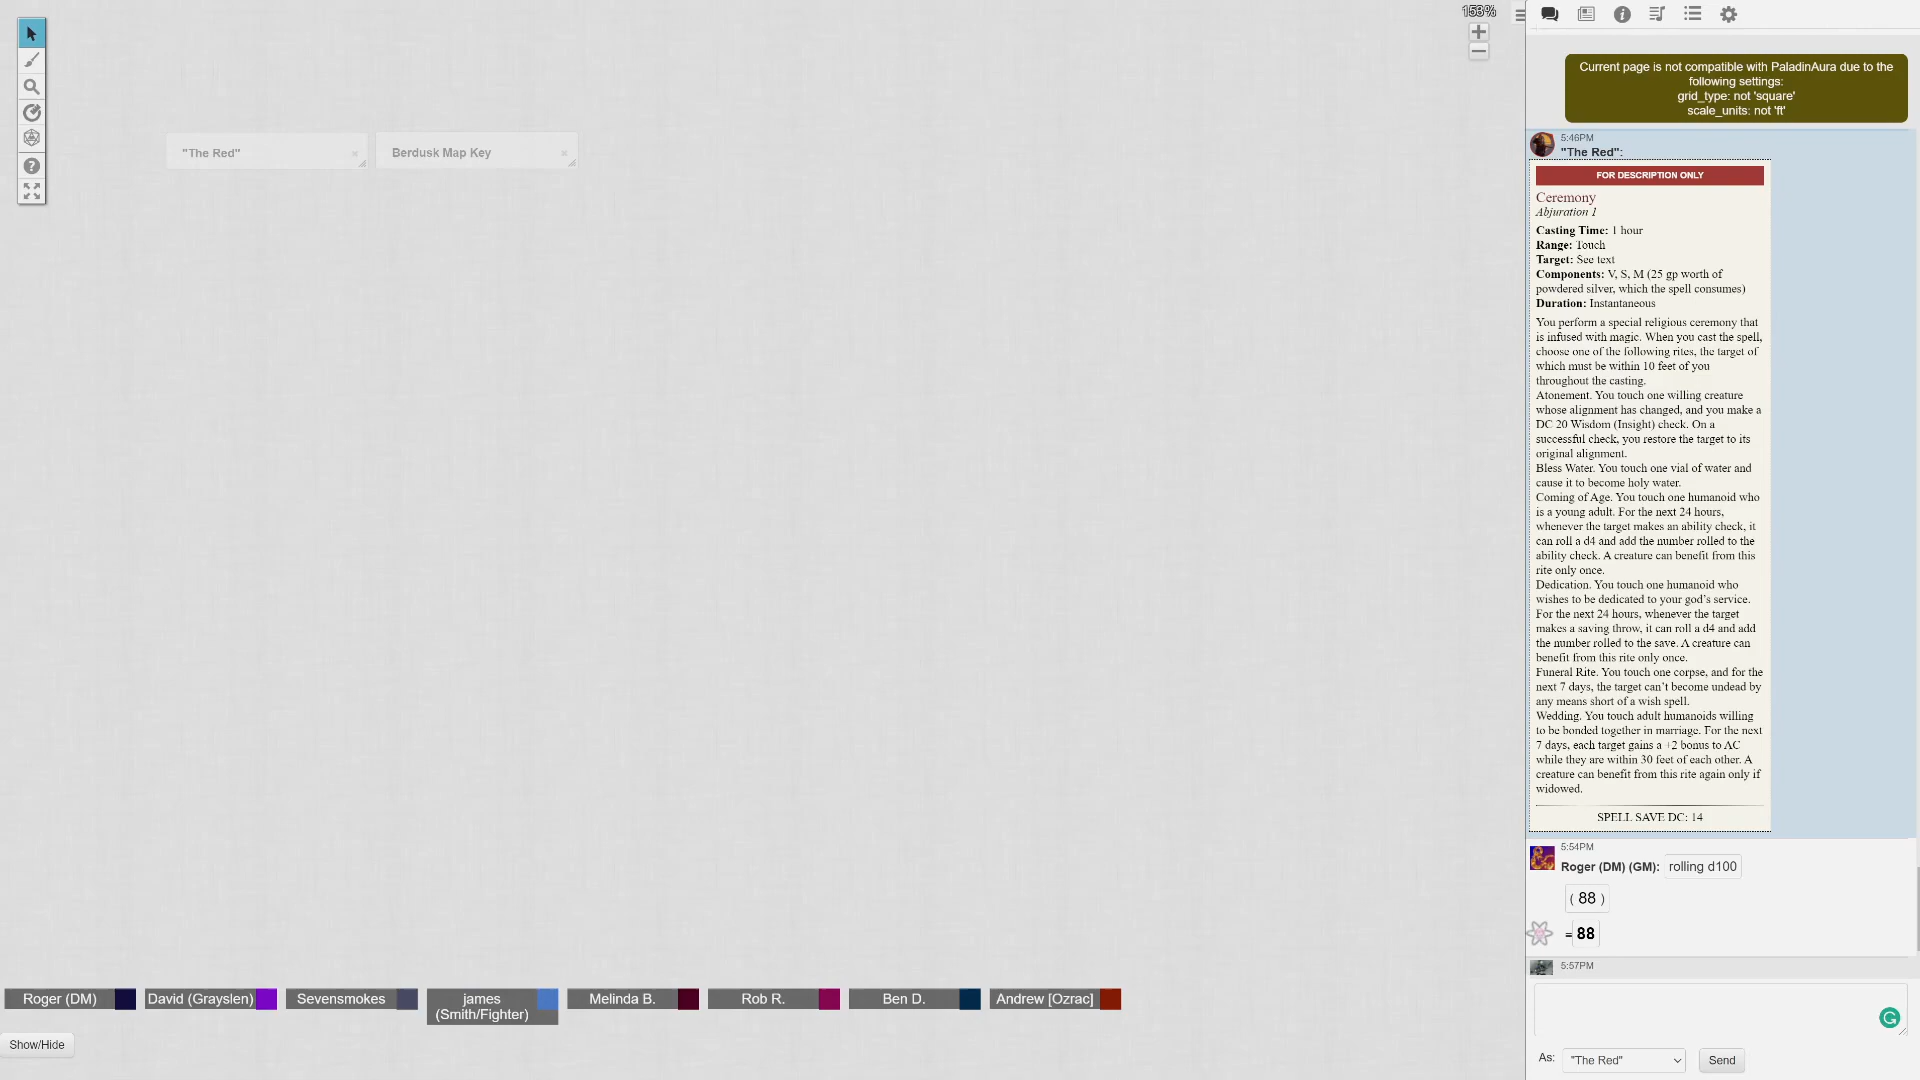 153%
"The Red"
Berdusk Map Key
Current page is not compatible with PaladinAura due to the
following settings:
grid_type: not 'square'
scale_units: not 'ft'
5:46PM
"The Red":
FOR DESCRIPTION ONLY
Ceremony
Abjuration 1
Casting Time: 1 hour
Range: Touch
Target: See text
Components: V, S, M (25 gp worth of
powdered silver, which the spell consumes)
Duration: Instantaneous
You perform a special religious ceremony that
is infused with magic. When you cast the spell,
choose one of the following rites, the target of
which must be within 10 feet of you
throughout the casting.
Atonement. You touch one willing creature
whose alignment has changed, and you make a
DC 20 Wisdom (Insight) check. On a
successful check, you restore the target to its
original alignment.
Bless Water. You touch one vial of water and
cause it to become holy water.
Coming of Age. You touch one humanoid who
is a young adult. For the next 24 hours,
whenever the target makes an ability check, it
can roll a d4 and add the number rolled to the
ability check. A creature can benefit from this
rite only once.
Dedication. You touch one humanoid who
wishes to be dedicated to your god's service.
For the next 24 hours, whenever the target
makes a saving throw, it can roll a d4 and add
the number rolled to the save. A creature can
benefit from this rite only once.
Funeral Rite. You touch one corpse, and for the
next 7 days, the target can't become undead by
any means short of a wish spell.
Wedding. You touch adult humanoids willing
to be bonded together in marriage. For the next
7 days, each target gains a +2 bonus to AC
while they are within 30 feet of each other. A
creature can benefit from this rite again only if
widowed.
SPELL SAVE DC: 14
5:54PM
Roger (DM) (GM): rolling d100
( 88 )
= 88
5:57PM
Roger (DM)
David (Grayslen)
Sevensmokes
james
(Smith/Fighter)
Melinda B.
Rob R.
Ben D.
Andrew [Ozrac]
Show/Hide
As: "The Red" Send